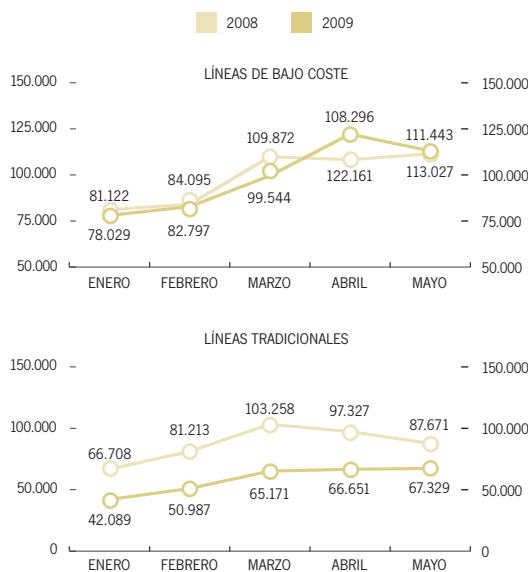 2008 2009
LÍNEAS DE BAJO COSTE
150.000 150.000
125.000 125.000
100.000 100.000
75.000 75.000
50.000 50.000
81.122 84.095 109.872 108.296 111.443
78.029 82.797 99.544 122.161 113.027
ENERO FEBRERO MARZO ABRIL MAYO
LÍNEAS TRADICIONALES
150.000 150.000
100.000 100.000
50.000 50.000
0 0
66.708 81.213 103.258 97.327 87.671
42.089 50.987 65.171 66.651 67.329
ENERO FEBRERO MARZO ABRIL MAYO